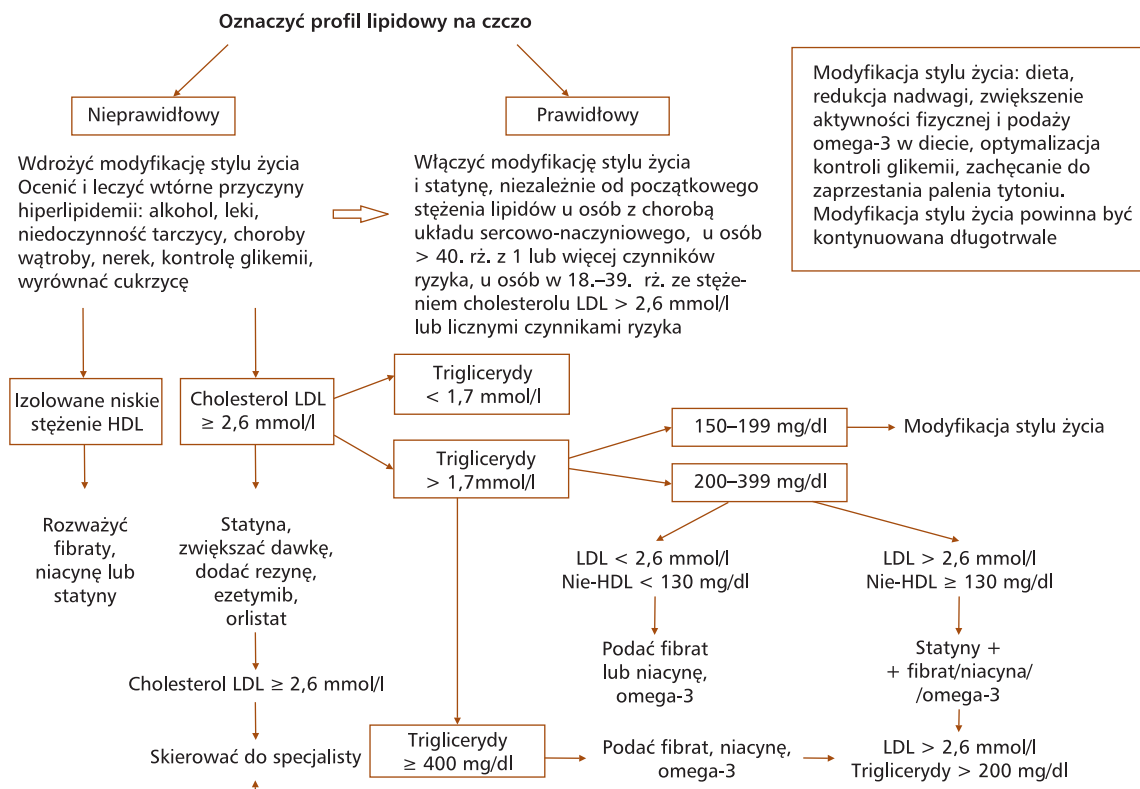 Oznaczyć profil lipidowy na czczo
Nieprawidłowy
Prawidłowy
Modyfikacja stylu życia: dieta,
redukcja nadwagi, zwiększenie
aktywności fizycznej i podaży
omega-3 w diecie, optymalizacja
kontroli glikemii, zachęcanie do
zaprzestania palenia tytoniu.
Modyfikacja stylu życia powinna być
kontynuowana długotrwale
Wdrożyć modyfikację stylu życia
Ocenić i leczyć wtórne przyczyny
hiperlipidemii: alkohol, leki,
niedoczynność tarczycy, choroby
wątroby, nerek, kontrolę glikemii,
wyrównać cukrzycę
Włączyć modyfikację stylu życia
i statynę, niezależnie od początkowego
stężenia lipidów u osób z chorobą
układu sercowo-naczyniowego, u osób
> 40. rż. z 1 lub więcej czynników
ryzyka, u osób w 18.–39. rż. ze stęże-
niem cholesterolu LDL > 2,6 mmol/l
lub licznymi czynnikami ryzyka
Izolowane niskie
stężenie HDL
Cholesterol LDL
≥ 2,6 mmol/l
Triglicerydy
< 1,7 mmol/l
Triglicerydy
> 1,7mmol/l
150–199 mg/dl
Modyfikacja stylu życia
200–399 mg/dl
Rozważyć
fibraty,
niacynę lub
statyny
Statyna,
zwiększać dawkę,
dodać rezynę,
ezetymib,
orlistat
LDL < 2,6 mmol/l
Nie-HDL < 130 mg/dl
LDL > 2,6 mmol/l
Nie-HDL ≥ 130 mg/dl
Podać fibrat
lub niacynę,
omega-3
Statyny +
+ fibrat/niacyna/
/omega-3
Cholesterol LDL ≥ 2,6 mmol/l
Skierować do specjalisty
Triglicerydy
≥ 400 mg/dl
Podać fibrat, niacynę,
omega-3
LDL > 2,6 mmol/l
Triglicerydy > 200 mg/dl